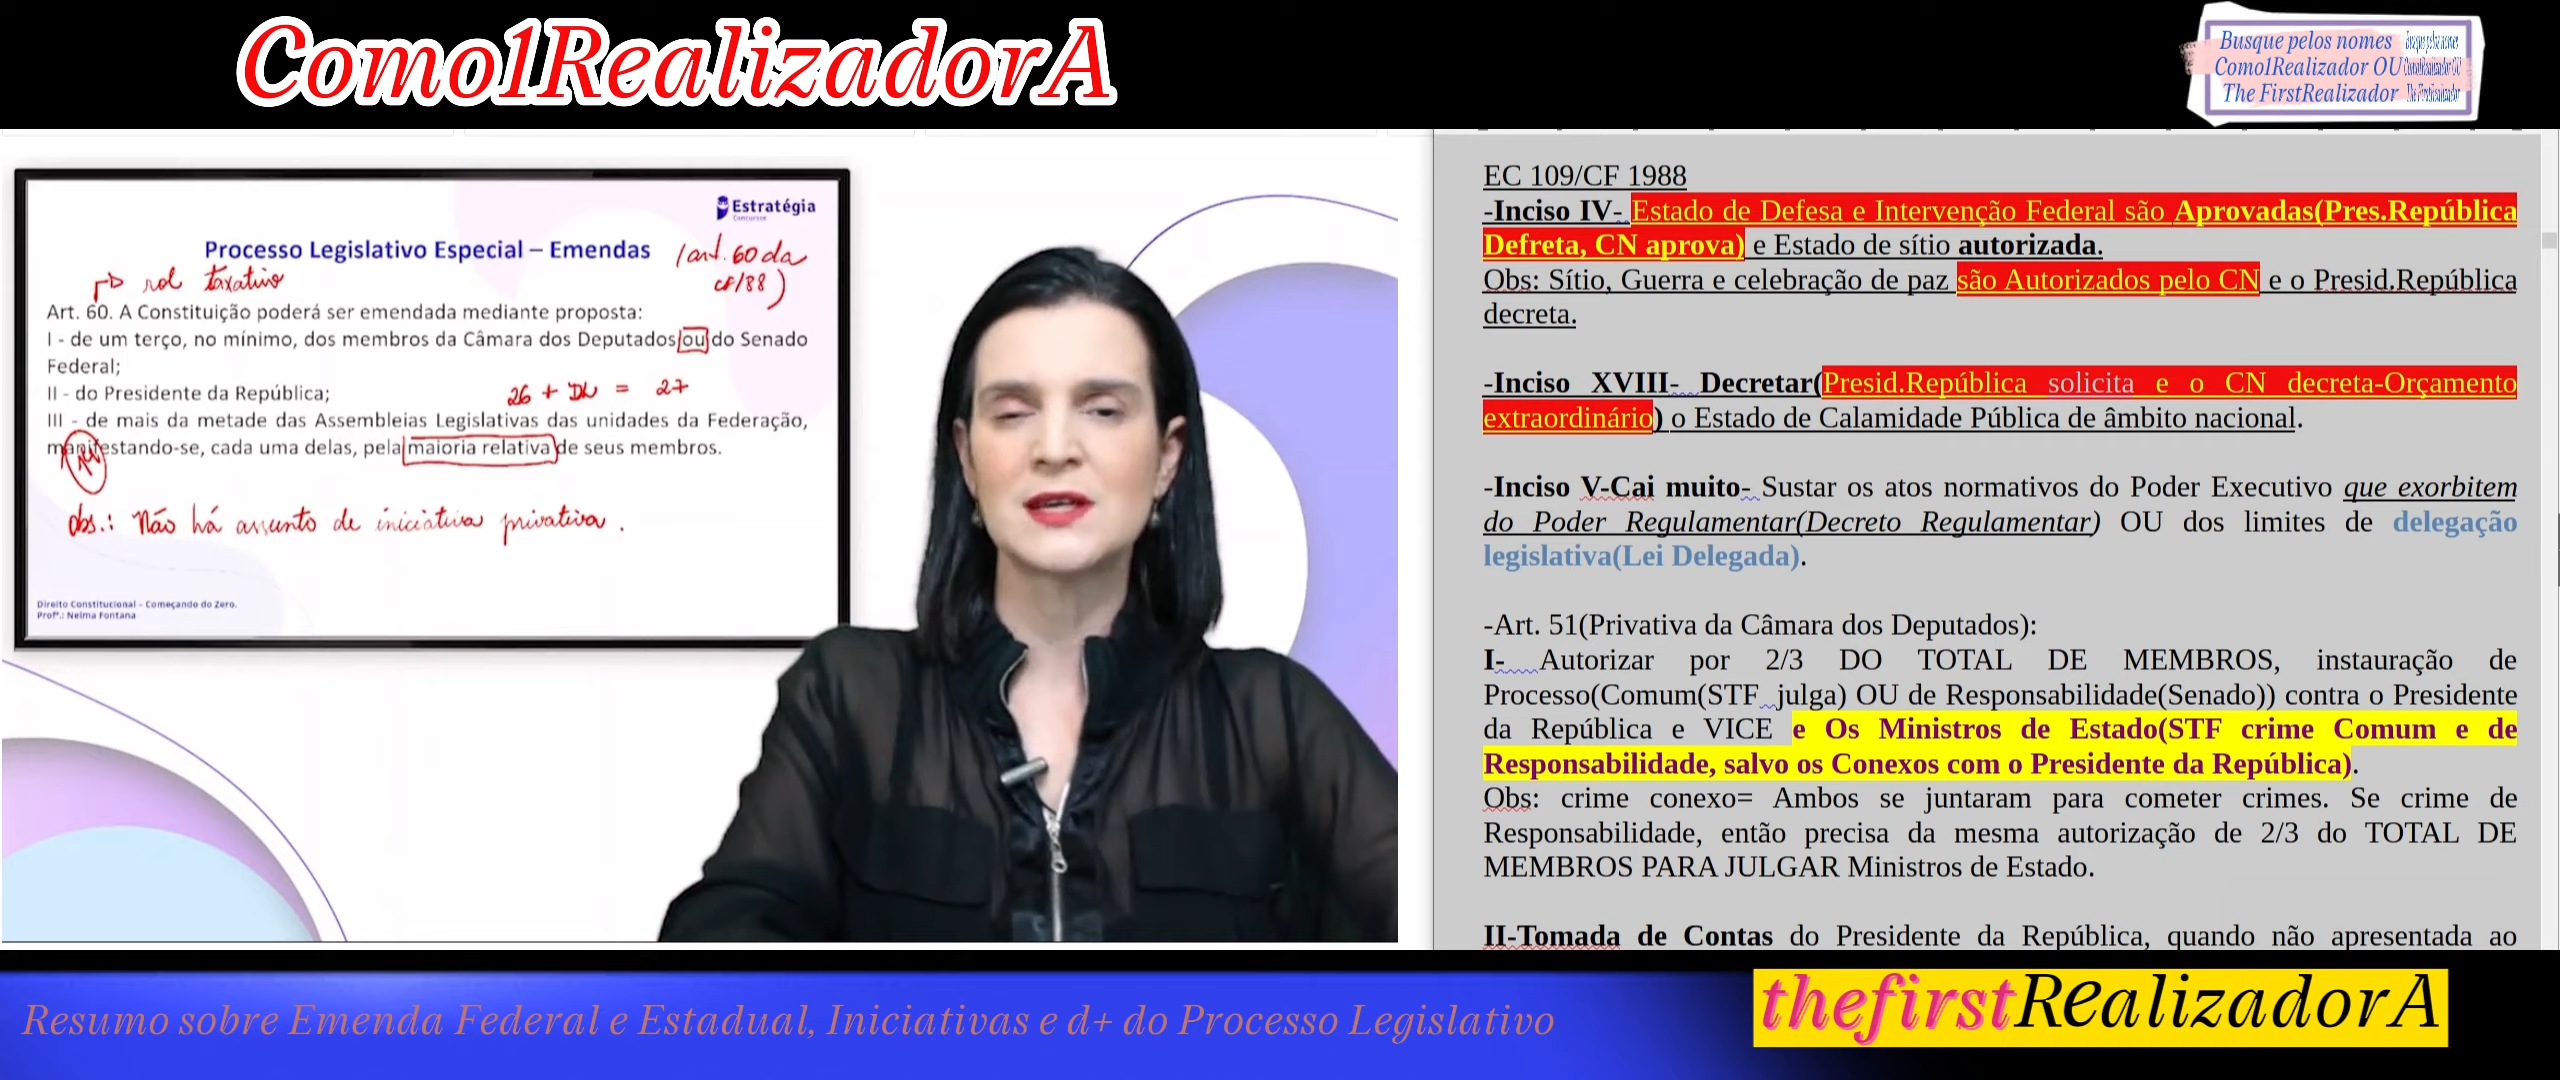 Como1RealizadorA
Busque pelos nomes
Como1Realizador OU
The FirstRealizador
Busque pelos nomes
Como1Realizador OU
The FirstRealizador
Estratégia
Concursos
Processo Legislativo Especial – Emendas
(art. 60 da
CF/88)
rol taxativo
Art. 60. A Constituição poderá ser emendada mediante proposta:
I - de um terço, no mínimo, dos membros da Câmara dos Deputados ou do Senado
Federal;
II - do Presidente da República;
26 + DL = 27
III - de mais da metade das Assembleias Legislativas das unidades da Federação,
manifestando-se, cada uma delas, pela maioria relativa de seus membros.
14
obs.: Não há assunto de iniciativa privativa.
Direito Constitucional - Começando do Zero.
Profª.: Nelma Fontana
EC 109/CF 1988
-Inciso IV- Estado de Defesa e Intervenção Federal são Aprovadas(Pres.República
Defreta, CN aprova) e Estado de sítio autorizada.
Obs: Sítio, Guerra e celebração de paz são Autorizados pelo CN e o Presid.República
decreta.
-Inciso XVIII- Decretar(Presid.República solicita e o CN decreta-Orçamento
extraordinário) o Estado de Calamidade Pública de âmbito nacional.
-Inciso V-Cai muito- Sustar os atos normativos do Poder Executivo que exorbitem
do Poder Regulamentar(Decreto Regulamentar) OU dos limites de delegação
legislativa(Lei Delegada).
-Art. 51(Privativa da Câmara dos Deputados):
I- Autorizar por 2/3 DO TOTAL DE MEMBROS, instauração de
Processo(Comum(STF julga) OU de Responsabilidade(Senado)) contra o Presidente
da República e VICE e Os Ministros de Estado(STF crime Comum e de
Responsabilidade, salvo os Conexos com o Presidente da República).
Obs: crime conexo= Ambos se juntaram para cometer crimes. Se crime de
Responsabilidade, então precisa da mesma autorização de 2/3 do TOTAL DE
MEMBROS PARA JULGAR Ministros de Estado.
II-Tomada de Contas do Presidente da República, quando não apresentada ao
Resumo sobre Emenda Federal e Estadual, Iniciativas e d+ do Processo Legislativo
thefirstRealizadorA